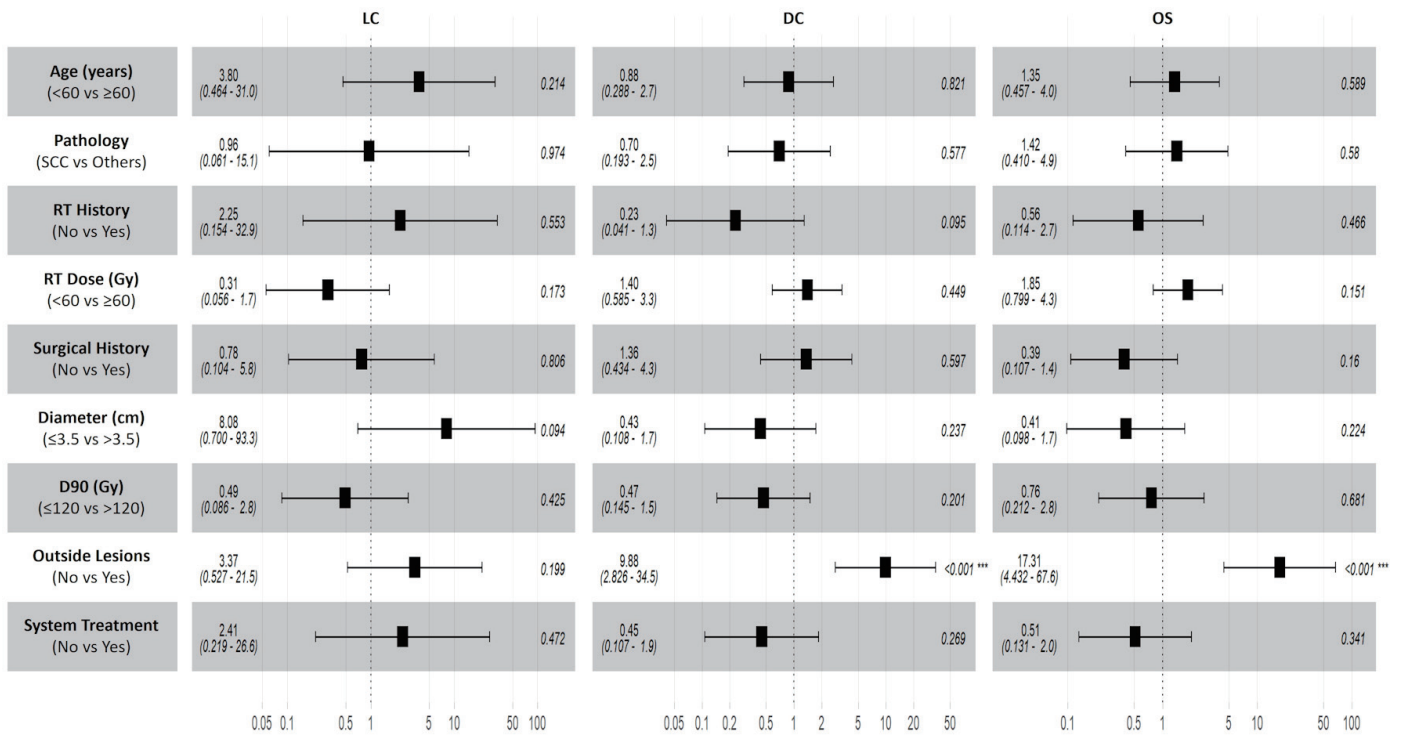 LC DC OS
Age (years)
(<60 vs ≥60)
3.80
(0.464 - 31.0)
0.214
0.88
(0.288 - 2.7)
0.821
1.35
(0.457 - 4.0)
0.589
Pathology
(SCC vs Others)
0.96
(0.061 - 15.1)
0.974
0.70
(0.193 - 2.5)
0.577
1.42
(0.410 - 4.9)
0.58
RT History
(No vs Yes)
2.25
(0.154 - 32.9)
0.553
0.23
(0.041 - 1.3)
0.095
0.56
(0.114 - 2.7)
0.466
RT Dose (Gy)
(<60 vs ≥60)
0.31
(0.056 - 1.7)
0.173
1.40
(0.585 - 3.3)
0.449
1.85
(0.799 - 4.3)
0.151
Surgical History
(No vs Yes)
0.78
(0.104 - 5.8)
0.806
1.36
(0.434 - 4.3)
0.597
0.39
(0.107 - 1.4)
0.16
Diameter (cm)
(≤3.5 vs >3.5)
8.08
(0.700 - 93.3)
0.094
0.43
(0.108 - 1.7)
0.237
0.41
(0.098 - 1.7)
0.224
D90 (Gy)
(≤120 vs >120)
0.49
(0.086 - 2.8)
0.425
0.47
(0.145 - 1.5)
0.201
0.76
(0.212 - 2.8)
0.681
Outside Lesions
(No vs Yes)
3.37
(0.527 - 21.5)
0.199
9.88
(2.826 - 34.5)
<0.001 ***
17.31
(4.432 - 67.6)
<0.001 ***
System Treatment
(No vs Yes)
2.41
(0.219 - 26.6)
0.472
0.45
(0.107 - 1.9)
0.269
0.51
(0.131 - 2.0)
0.341
0.05 0.1 0.5 1 5 10 50 100
0.05 0.1 0.2 0.5 1 2 5 10 20 50
0.1 0.5 1 5 10 50 100